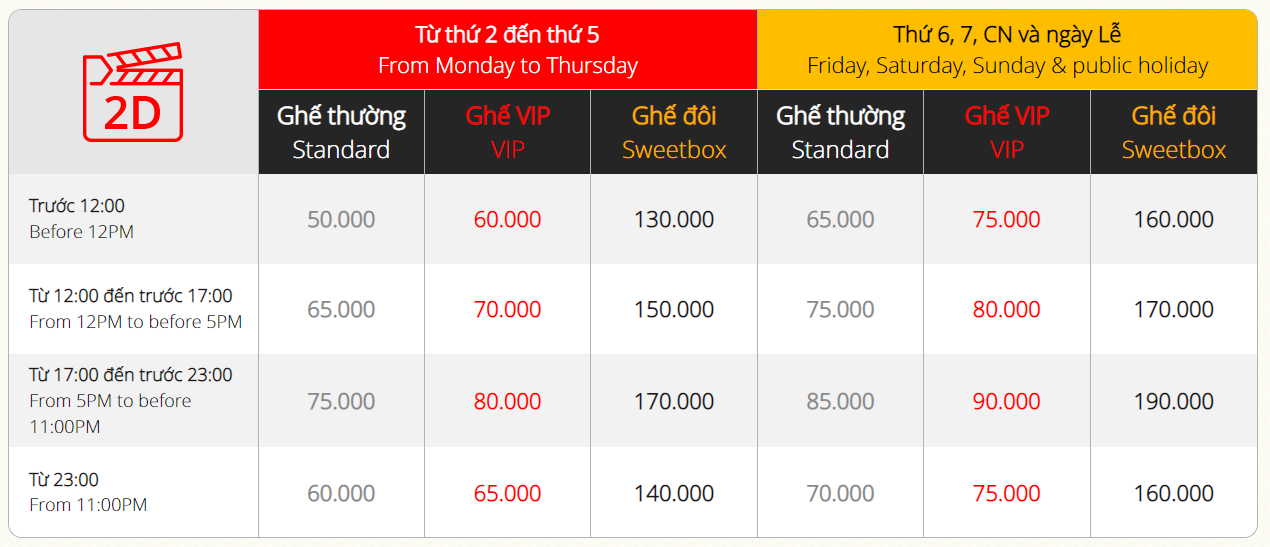 2D
Từ thứ 2 đến thứ 5
From Monday to Thursday
Thứ 6, 7, CN và ngày Lễ
Friday, Saturday, Sunday & public holiday
Ghế thường
Standard
Ghế VIP
VIP
Ghế đôi
Sweetbox
Ghế thường
Standard
Ghế VIP
VIP
Ghế đôi
Sweetbox
Trước 12:00
Before 12PM
50.000 60.000 130.000 65.000 75.000 160.000
Từ 12:00 đến trước 17:00
From 12PM to before 5PM
65.000 70.000 150.000 75.000 80.000 170.000
Từ 17:00 đến trước 23:00
From 5PM to before
11:00PM
75.000 80.000 170.000 85.000 90.000 190.000
Từ 23:00
From 11:00PM
60.000 65.000 140.000 70.000 75.000 160.000